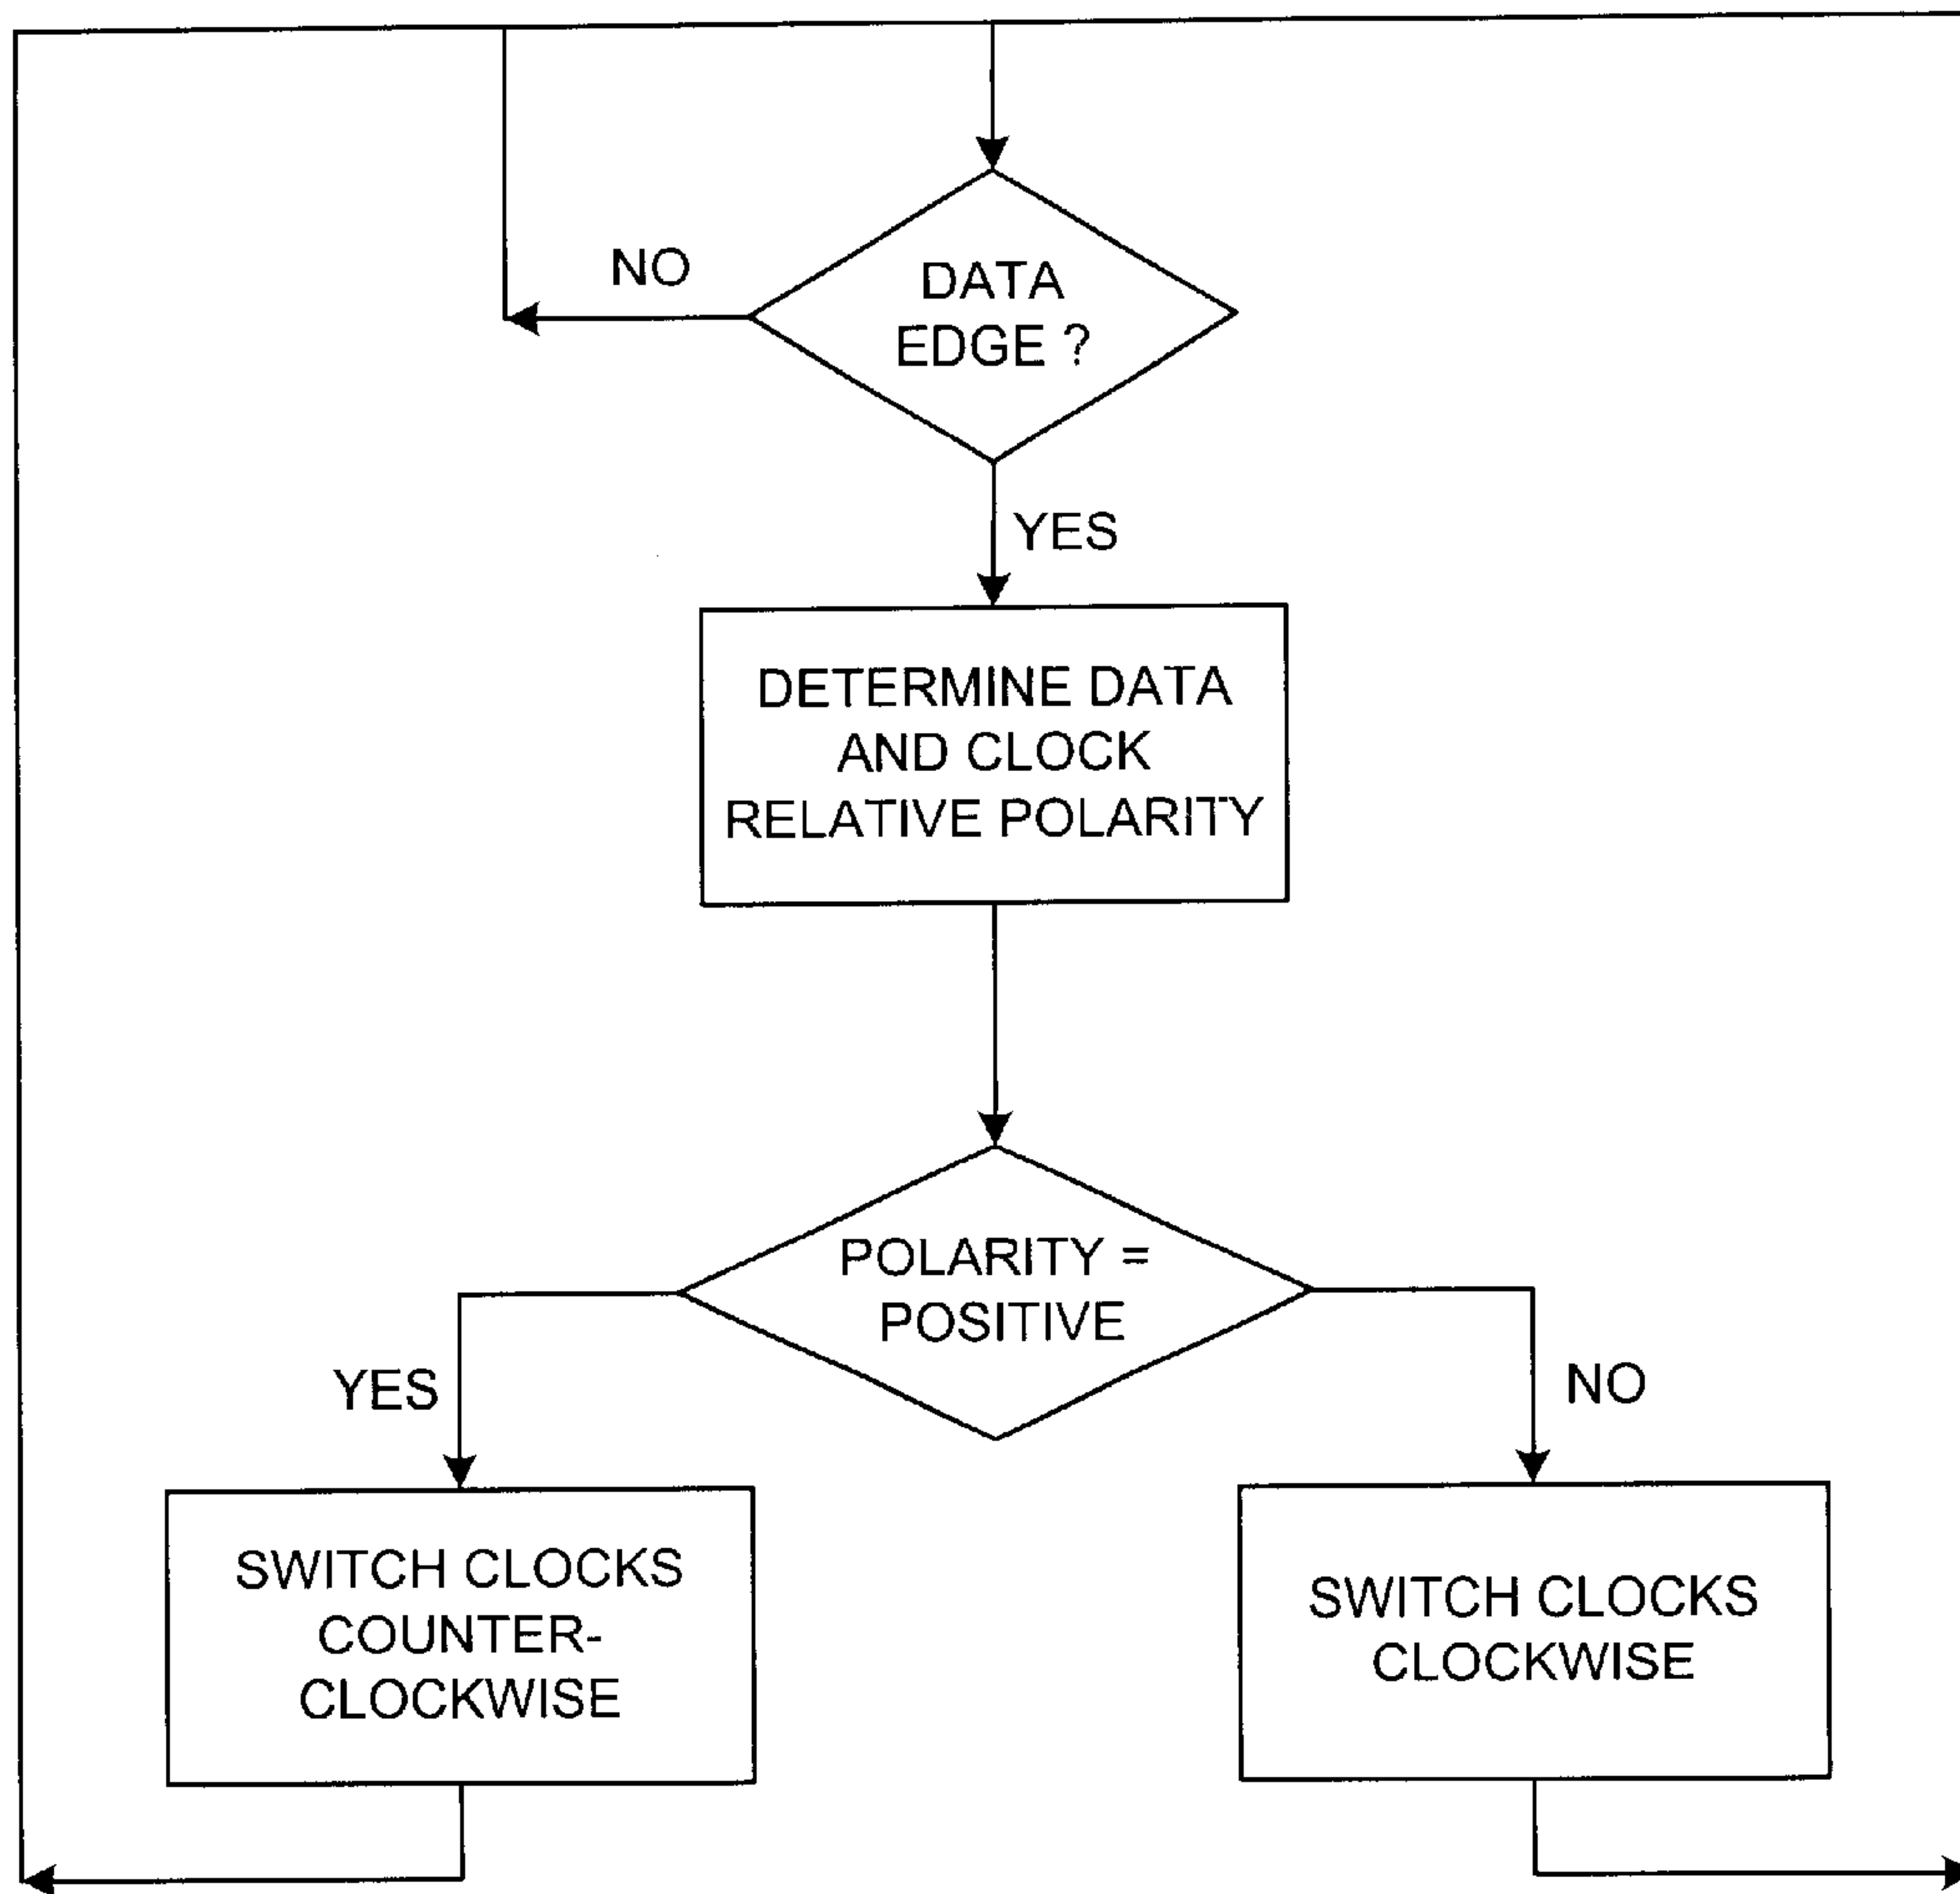 DATA
EDGE ?
NO
YES
DETERMINE DATA
AND CLOCK
RELATIVE POLARITY
POLARITY =
POSITIVE
YES
NO
SWITCH CLOCKS
COUNTER-
CLOCKWISE
SWITCH CLOCKS
CLOCKWISE